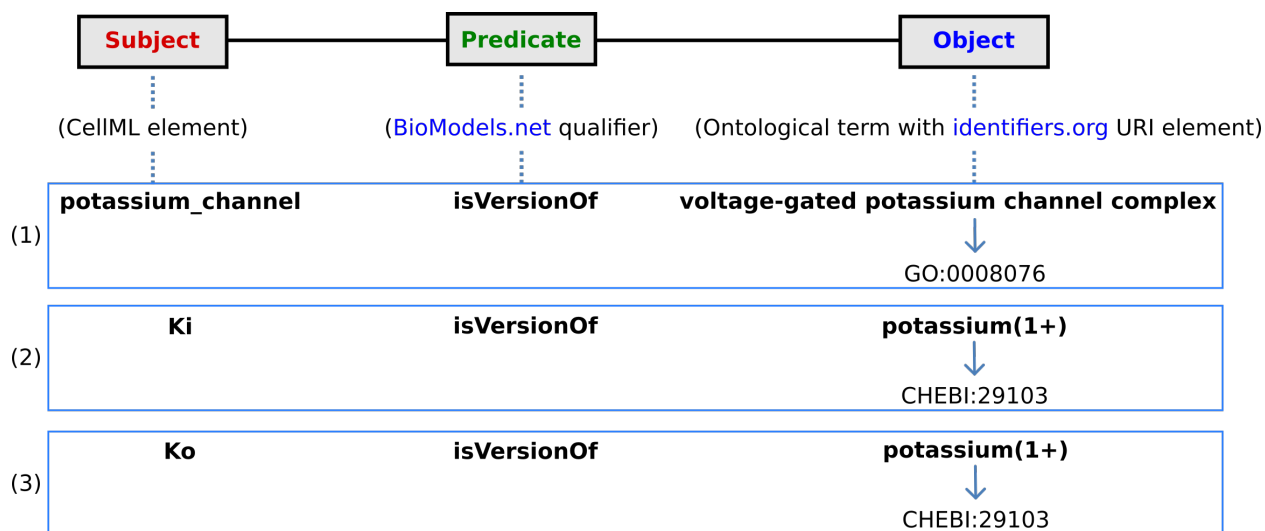 Subject Predicate Object
(CellML element) (BioModels.net qualifier) (Ontological term with identifiers.org URI element)
potassium_channel isVersionOf voltage-gated potassium channel complex
(1)
GO:0008076
Ki isVersionOf potassium(1+)
(2)
CHEBI:29103
Ko isVersionOf potassium(1+)
(3)
CHEBI:29103